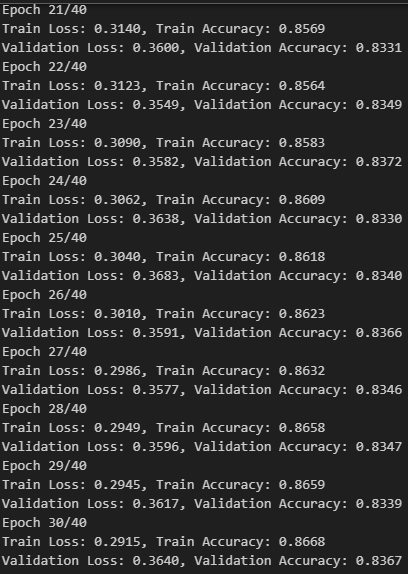 Epoch 21/40
Train Loss: 0.3140, Train Accuracy: 0.8569
Validation Loss: 0.3600, Validation Accuracy: 0.8331
Epoch 22/40
Train Loss: 0.3123, Train Accuracy: 0.8564
Validation Loss: 0.3549, Validation Accuracy: 0.8349
Epoch 23/40
Train Loss: 0.3090, Train Accuracy: 0.8583
Validation Loss: 0.3582, Validation Accuracy: 0.8372
Epoch 24/40
Train Loss: 0.3062, Train Accuracy: 0.8609
Validation Loss: 0.3638, Validation Accuracy: 0.8330
Epoch 25/40
Train Loss: 0.3040, Train Accuracy: 0.8618
Validation Loss: 0.3683, Validation Accuracy: 0.8340
Epoch 26/40
Train Loss: 0.3010, Train Accuracy: 0.8623
Validation Loss: 0.3591, Validation Accuracy: 0.8366
Epoch 27/40
Train Loss: 0.2986, Train Accuracy: 0.8632
Validation Loss: 0.3577, Validation Accuracy: 0.8346
Epoch 28/40
Train Loss: 0.2949, Train Accuracy: 0.8658
Validation Loss: 0.3596, Validation Accuracy: 0.8347
Epoch 29/40
Train Loss: 0.2945, Train Accuracy: 0.8659
Validation Loss: 0.3617, Validation Accuracy: 0.8339
Epoch 30/40
Train Loss: 0.2915, Train Accuracy: 0.8668
Validation Loss: 0.3640, Validation Accuracy: 0.8367